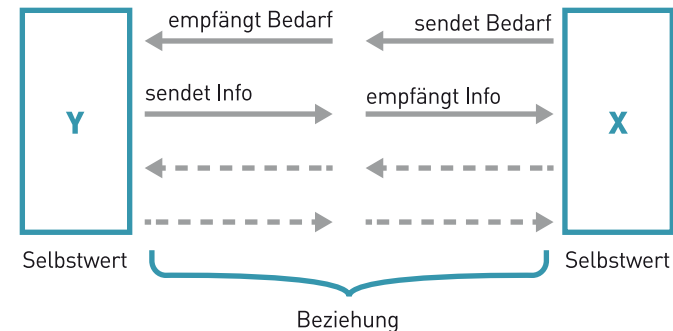 empfängt Bedarf
sendet Bedarf
sendet Info
empfängt Info
Y
X
Selbstwert
Selbstwert
Beziehung